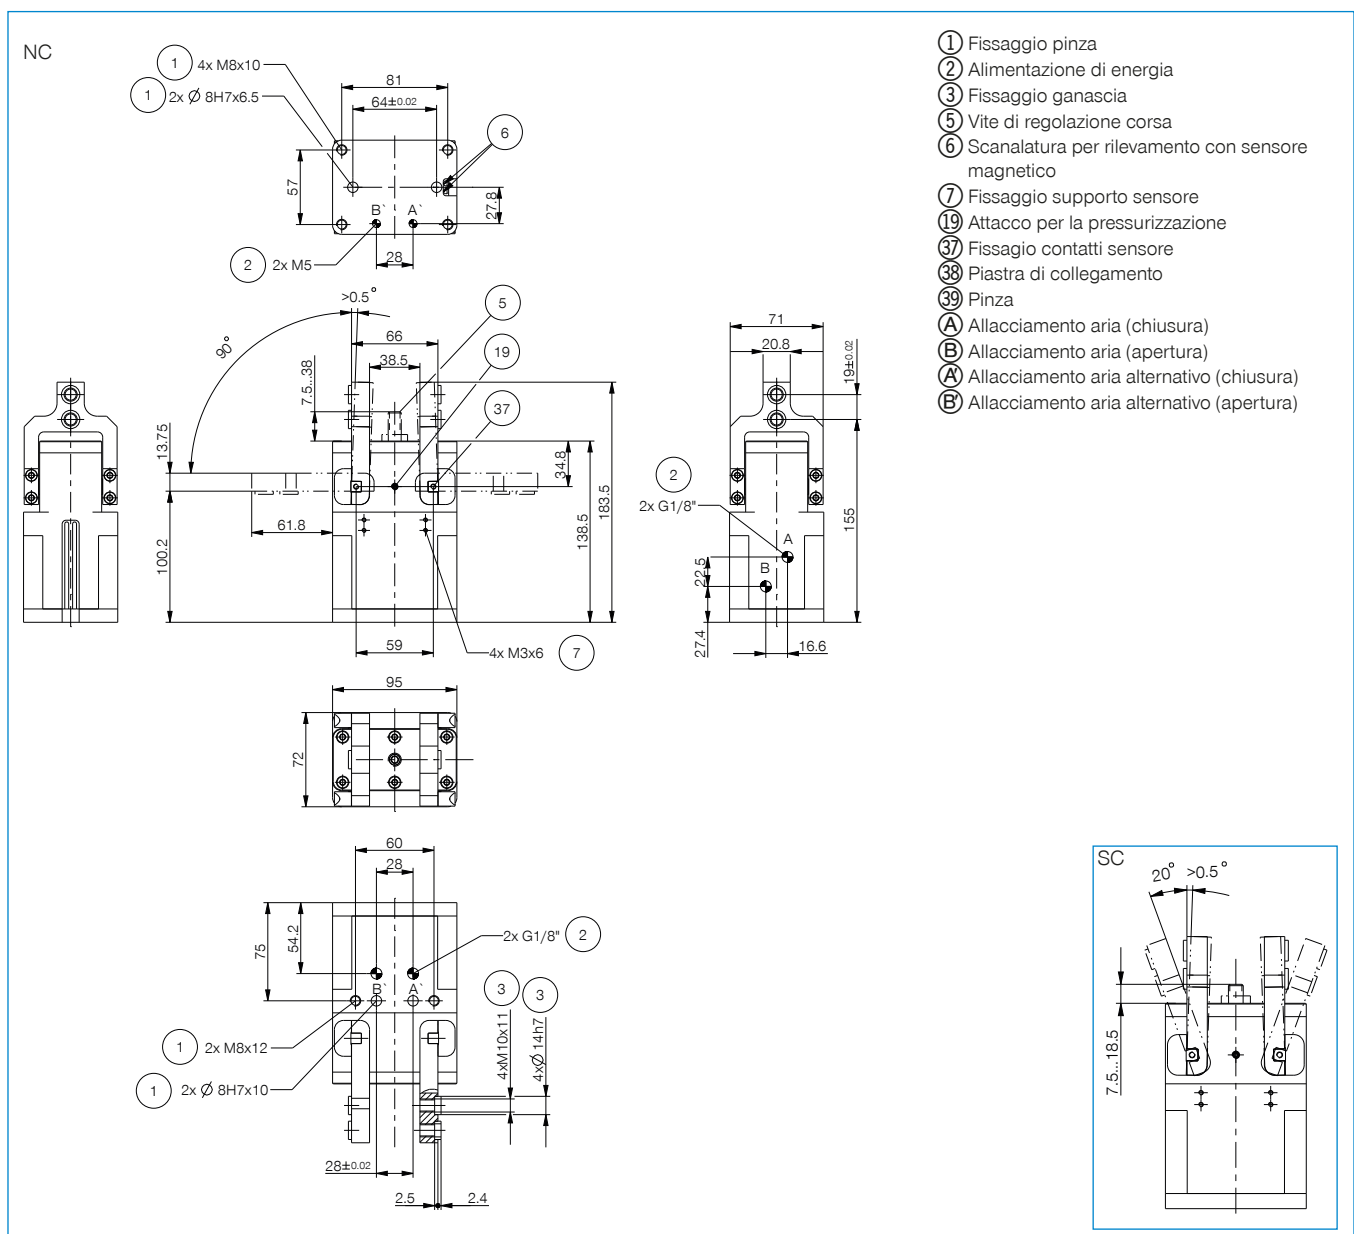 NC
1 4x M8x10
1 2x Ø 8H7x6.5
81
64±0.02
6
57
27.8
B` A`
2 2x M5
28
>0.5°
90°
5
66
19
38.5
7.5...38
37
13.75
34.8
61.8
100.2
138.5
183.5
59
4x M3x6 7
71
20.8
19±0.02
2
2x G1/8"
A
B
22.5
155
27.4
16.6
95
72
60
28
75
54.2
2x G1/8" 2
B` A`
3 3
4xM10x11
4xØ 14h7
1 2x M8x12
1 2x Ø 8H7x10
28±0.02
2.5 2.4
1 Fissaggio pinza
2 Alimentazione di energia
3 Fissaggio ganascia
5 Vite di regolazione corsa
6 Scanalatura per rilevamento con sensore
magnetico
7 Fissaggio supporto sensore
19 Attacco per la pressurizzazione
37 Fissagio contatti sensore
38 Piastra di collegamento
39 Pinza
A Allacciamento aria (chiusura)
B Allacciamento aria (apertura)
A' Allacciamento aria alternativo (chiusura)
B' Allacciamento aria alternativo (apertura)
SC
20° >0.5°
7.5...18.5